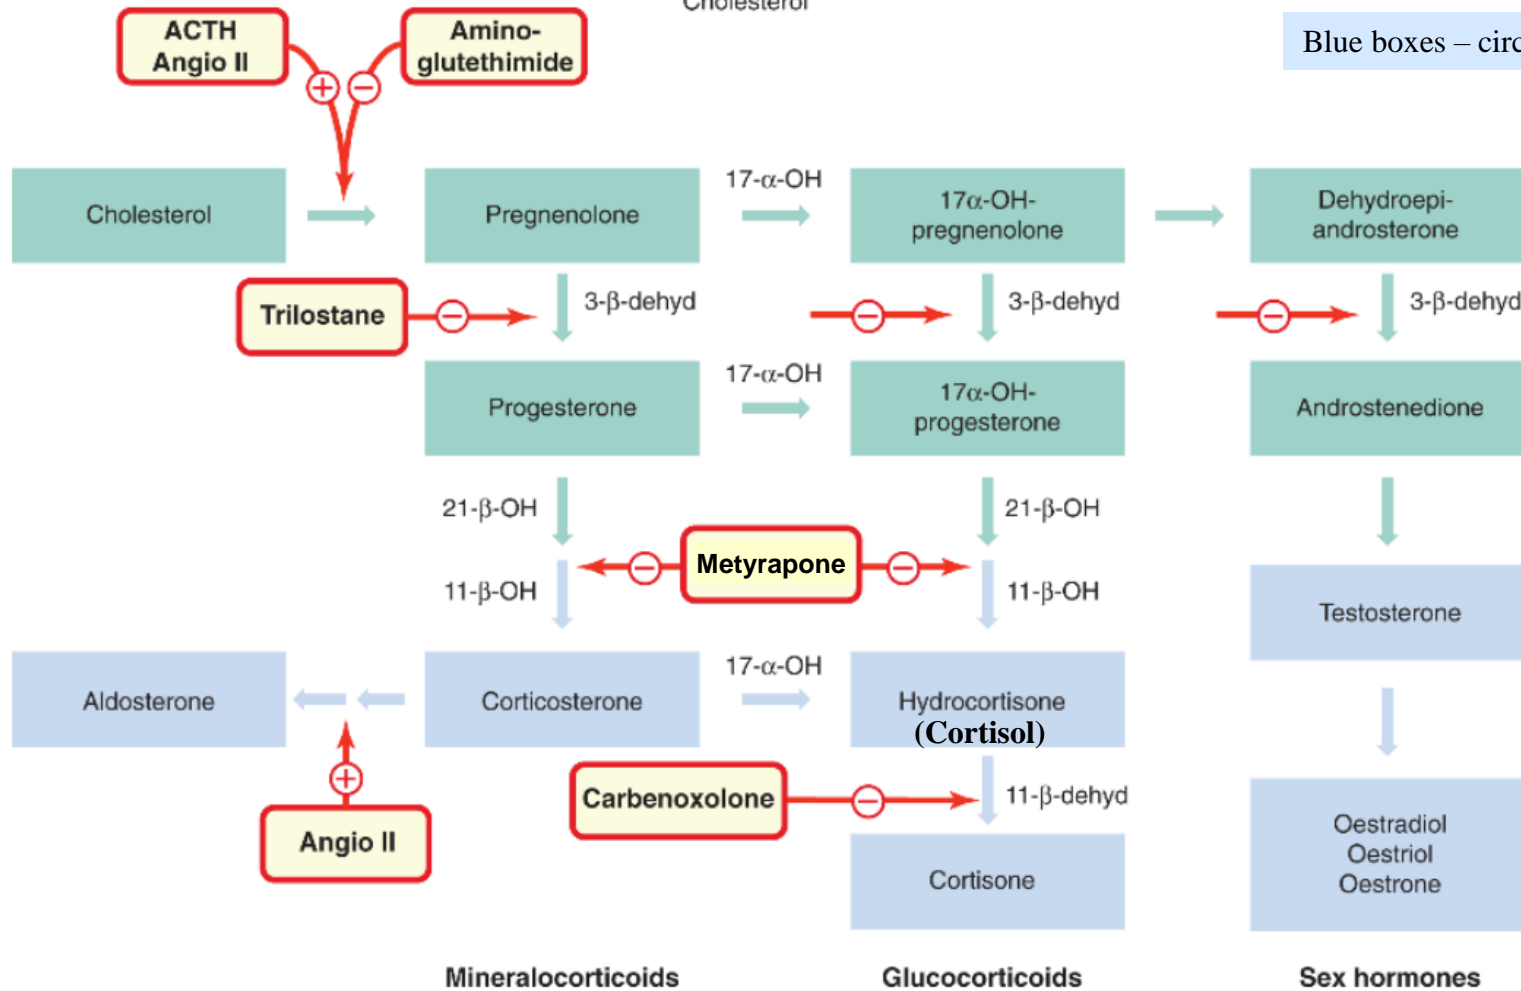 Cholesterol
ACTH
Angio II
Amino-
glutethimide
Blue boxes – circ
+
−
Cholesterol
Pregnenolone
17-α-OH
17α-OH-
pregnenolone
Dehydroepi-
androsterone
Trilostane
−
3-β-dehyd
−
3-β-dehyd
−
3-β-dehyd
Progesterone
17-α-OH
17α-OH-
progesterone
Androstenedione
21-β-OH
21-β-OH
−
Metyrapone
−
11-β-OH
11-β-OH
Testosterone
Aldosterone
Corticosterone
17-α-OH
Hydrocortisone
(Cortisol)
+
Angio II
Carbenoxolone
−
11-β-dehyd
Cortisone
Oestradiol
Oestriol
Oestrone
Mineralocorticoids
Glucocorticoids
Sex hormones